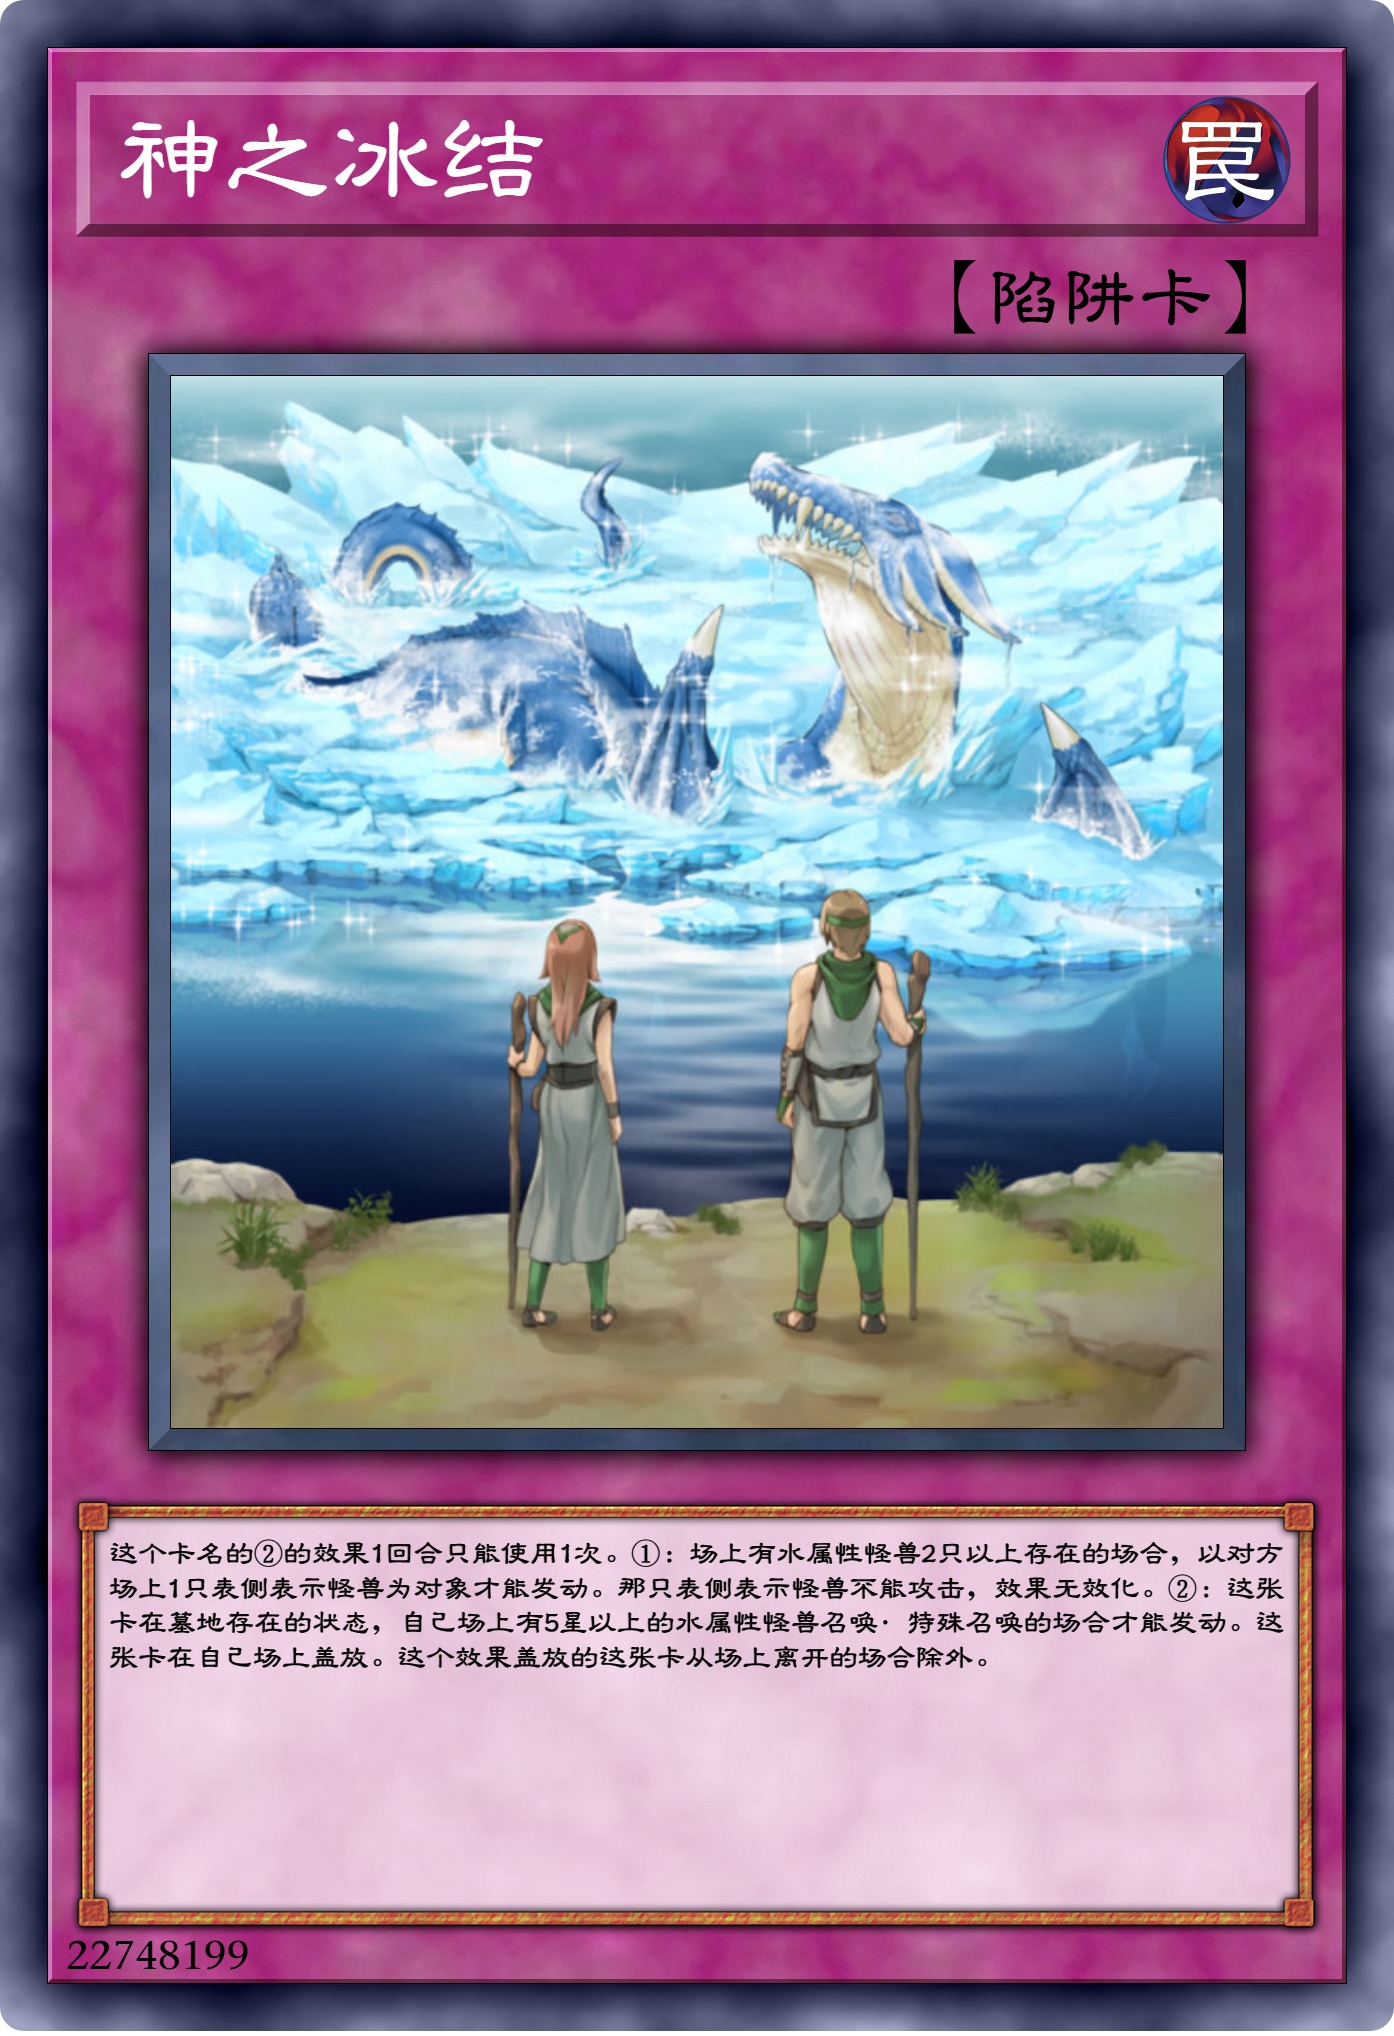 神之冰结
罠
【陷阱卡】
这个卡名的②的效果1回合只能使用1次。①：场上有水属性怪兽2只以上存在的场合，以对方
场上1只表侧表示怪兽为对象才能发动。那只表侧表示怪兽不能攻击，效果无效化。②：这张
卡在墓地存在的状态，自己场上有5星以上的水属性怪兽召唤·特殊召唤的场合才能发动。这
张卡在自己场上盖放。这个效果盖放的这张卡从场上离开的场合除外。
22748199